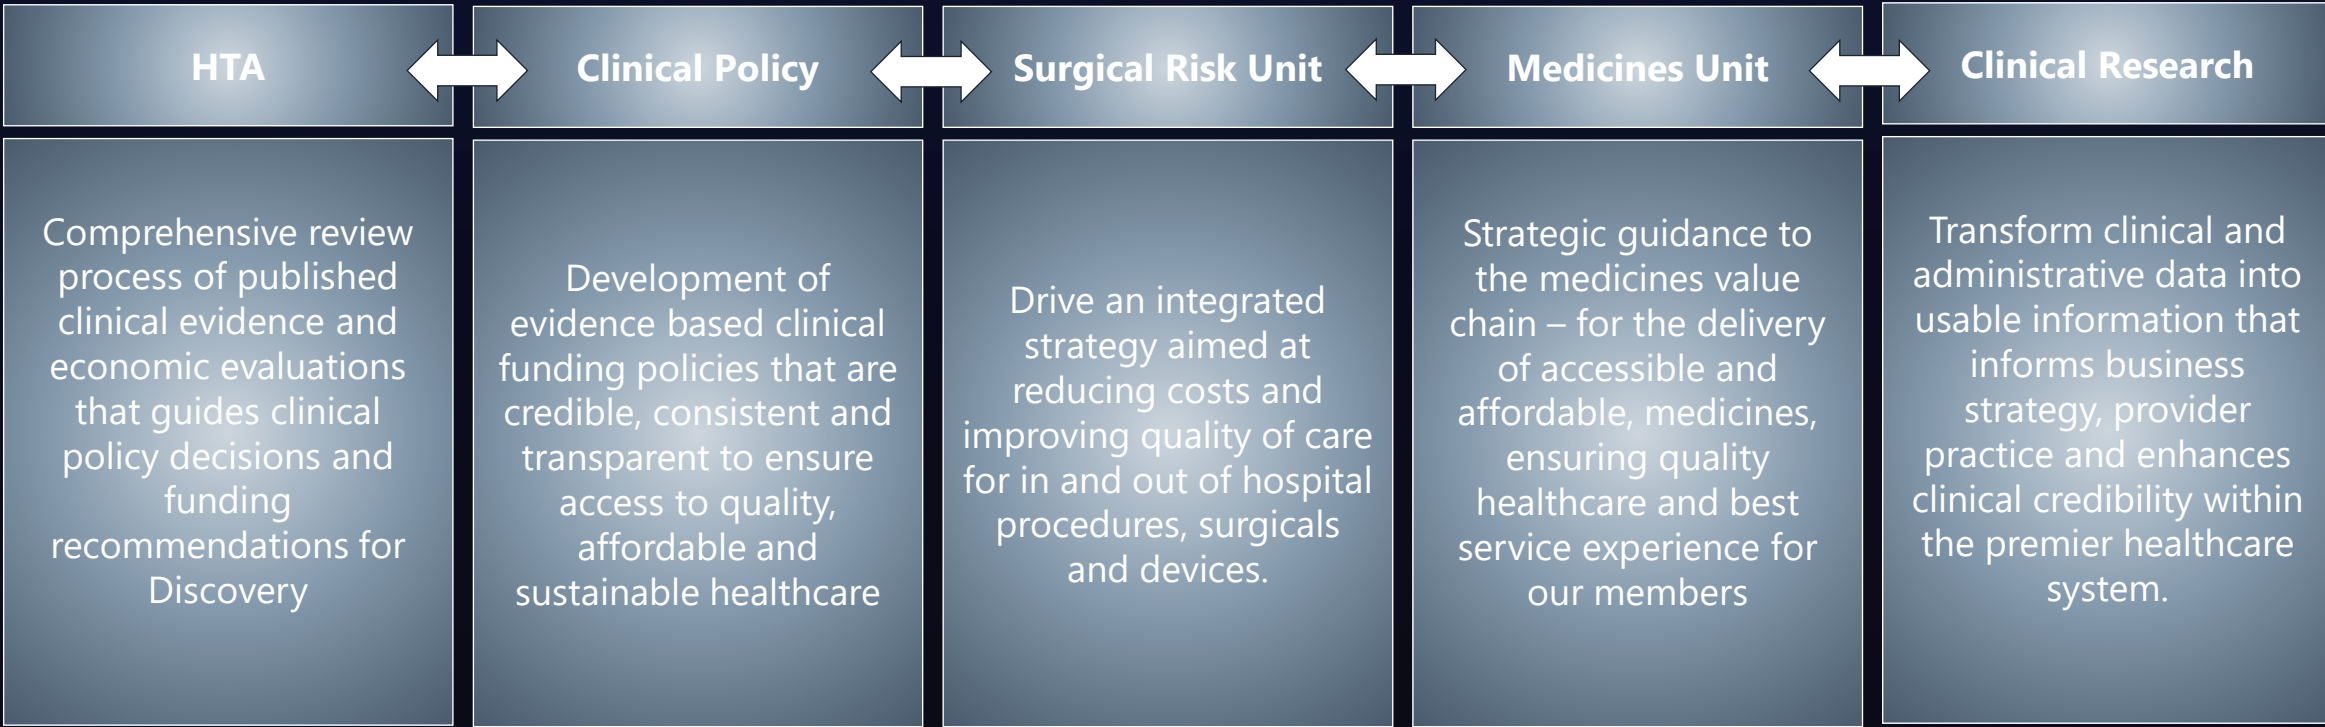 HTA
Clinical Policy
Surgical Risk Unit
Medicines Unit
Clinical Research
Comprehensive review
process of published
clinical evidence and
economic evaluations
that guides clinical
policy decisions and
funding
recommendations for
Discovery
Development of
evidence based clinical
funding policies that are
credible, consistent and
transparent to ensure
access to quality,
affordable and
sustainable healthcare
Drive an integrated
strategy aimed at
reducing costs and
improving quality of care
for in and out of hospital
procedures, surgicals
and devices.
Strategic guidance to
the medicines value
chain – for the delivery
of accessible and
affordable, medicines,
ensuring quality
healthcare and best
service experience for
our members
Transform clinical and
administrative data into
usable information that
informs business
strategy, provider
practice and enhances
clinical credibility within
the premier healthcare
system.